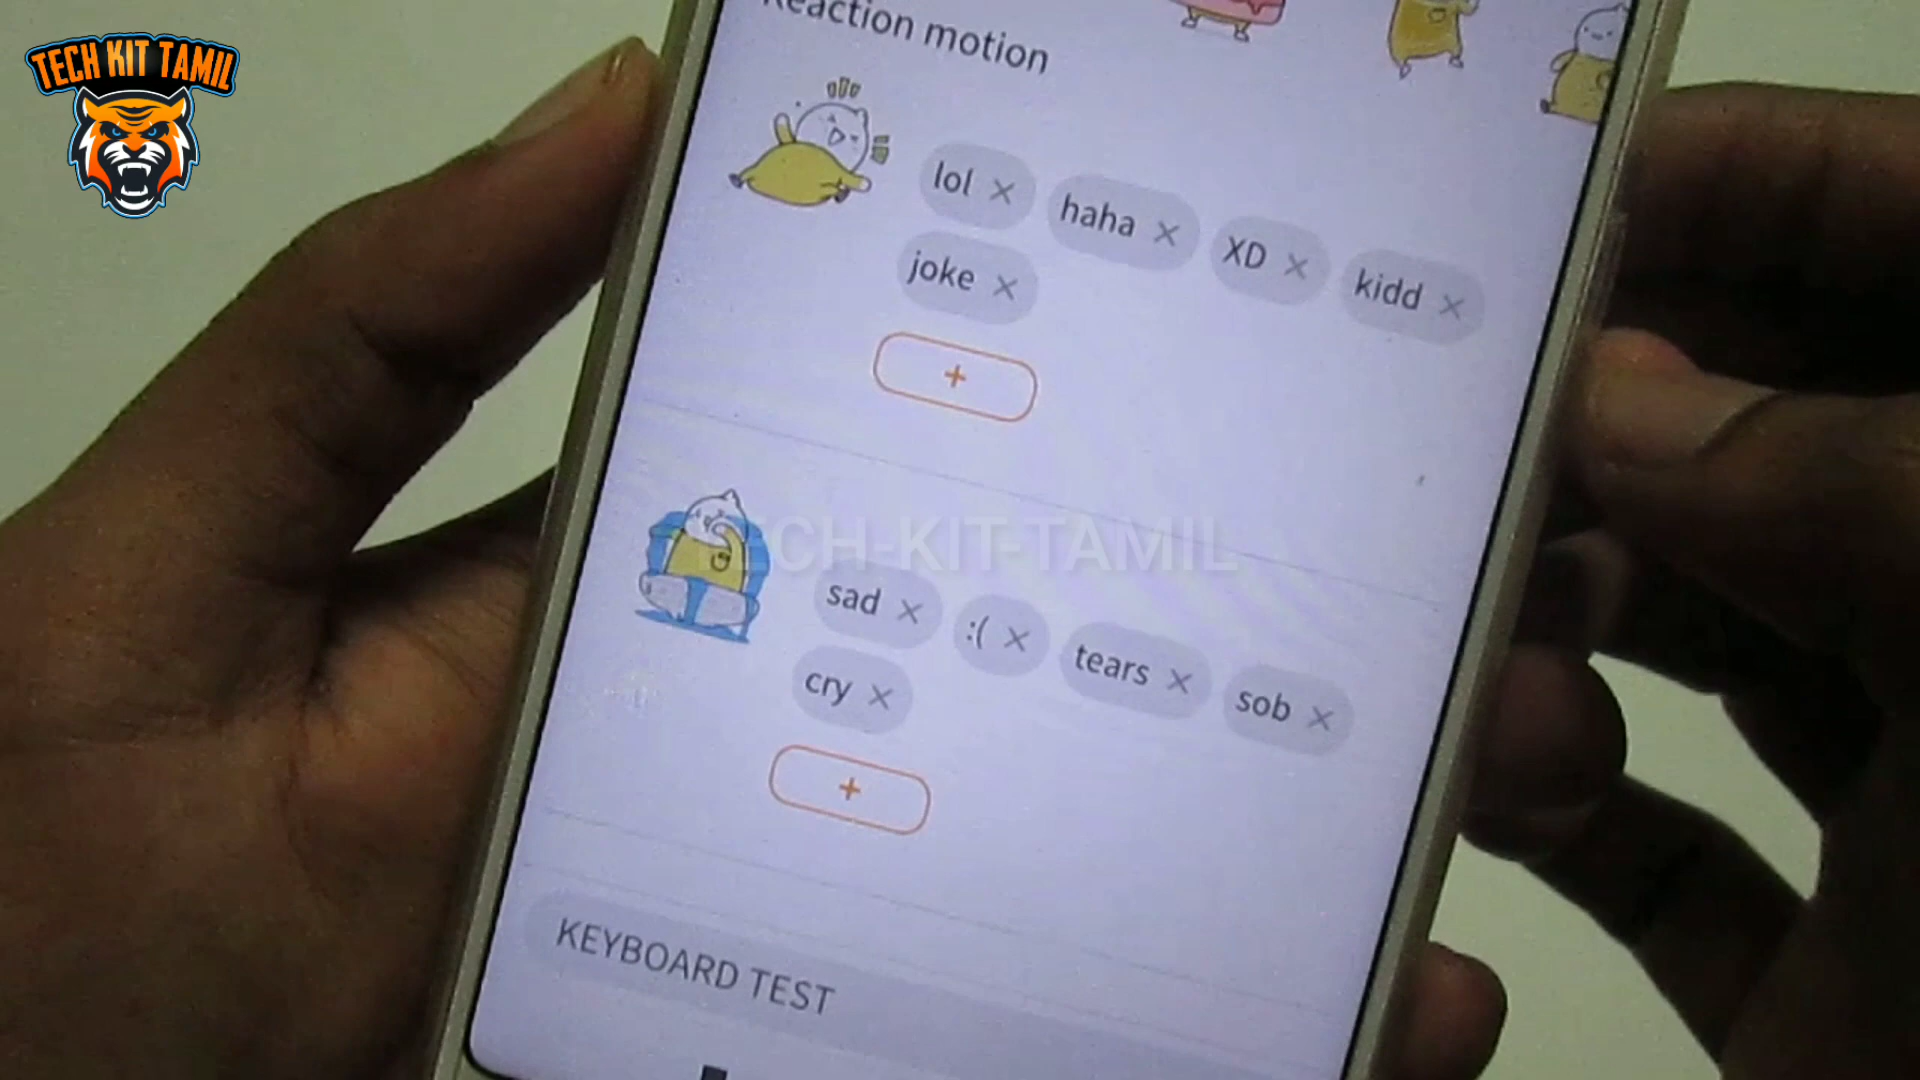 TECH KIT TAMIL
Reaction motion
lol × haha × XD × kidd ×
joke ×
+
TECH-KIT-TAMIL
sad × :( × tears × sob ×
cry ×
+
KEYBOARD TEST